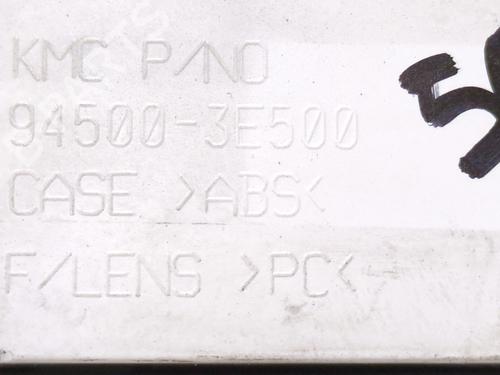 KMC P/NO
94500-3E500
CASE >ABS<
F/LENS >PC<